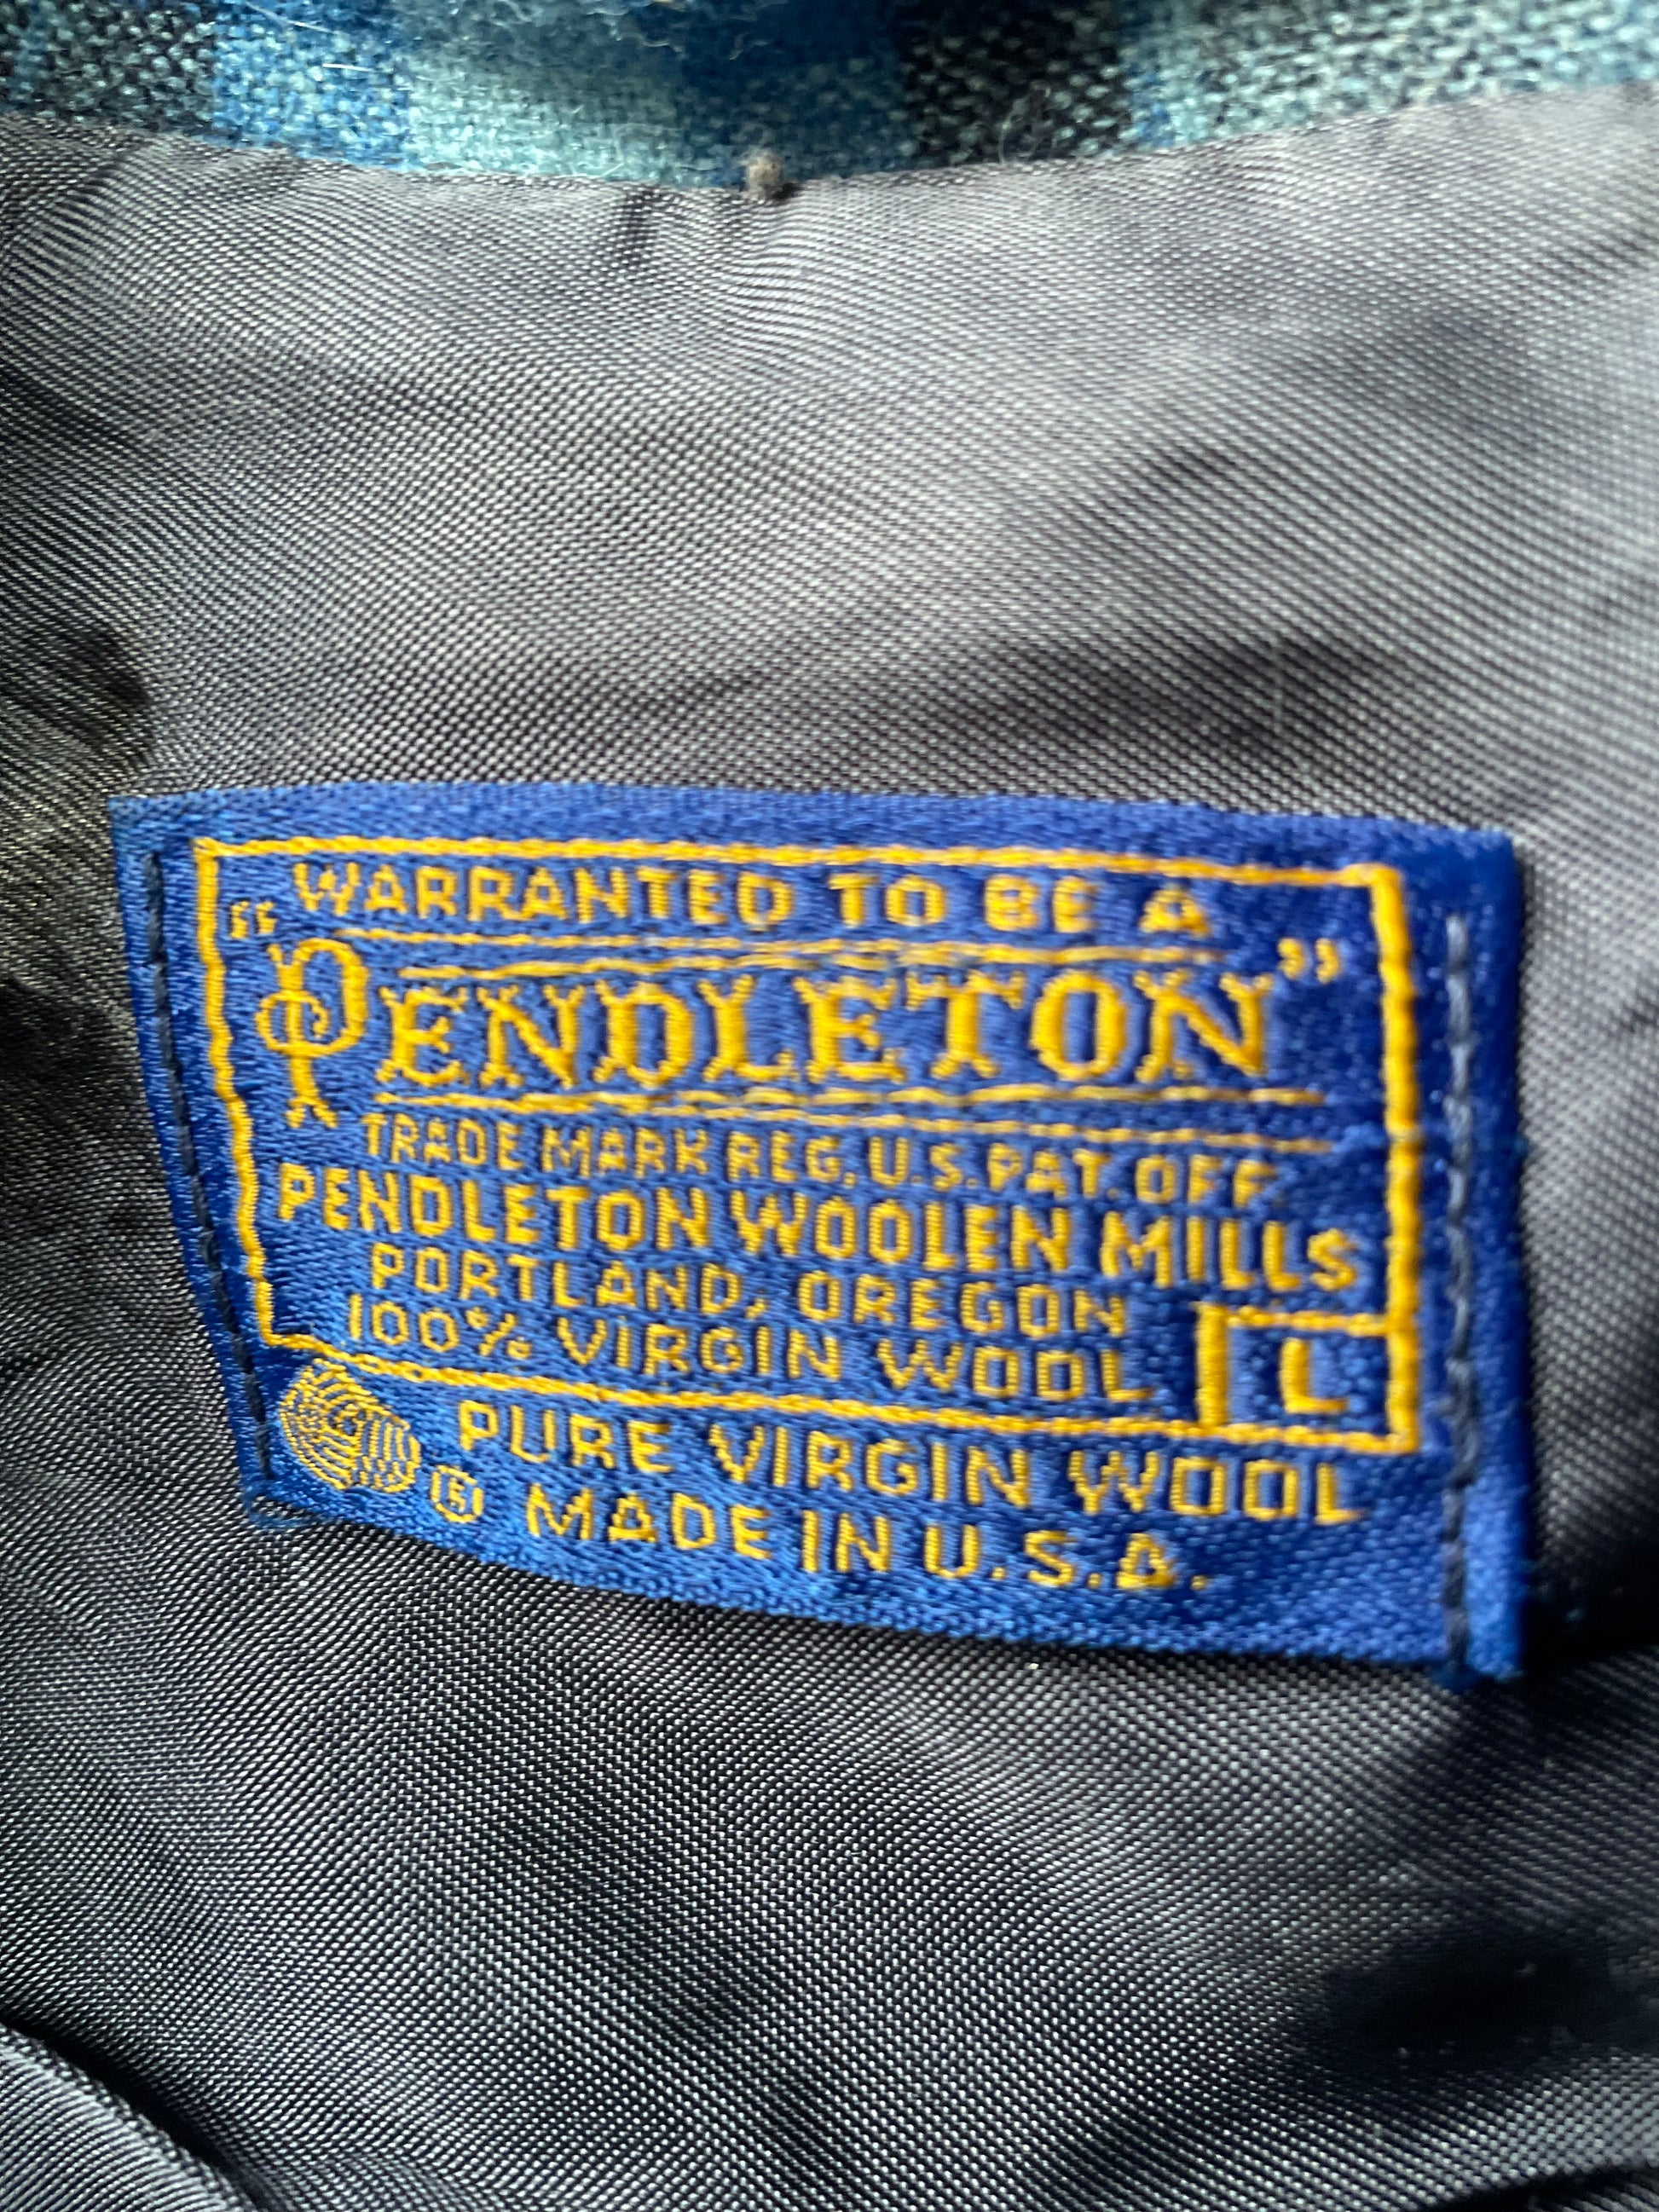 WARRANTED TO BE A
"PENDLETON"
TRADE MARK REG. U.S. PAT. OFF.
PENDLETON WOOLEN MILLS
PORTLAND, OREGON
100% VIRGIN WOOL L
PURE VIRGIN WOOL
® MADE IN U.S.A.